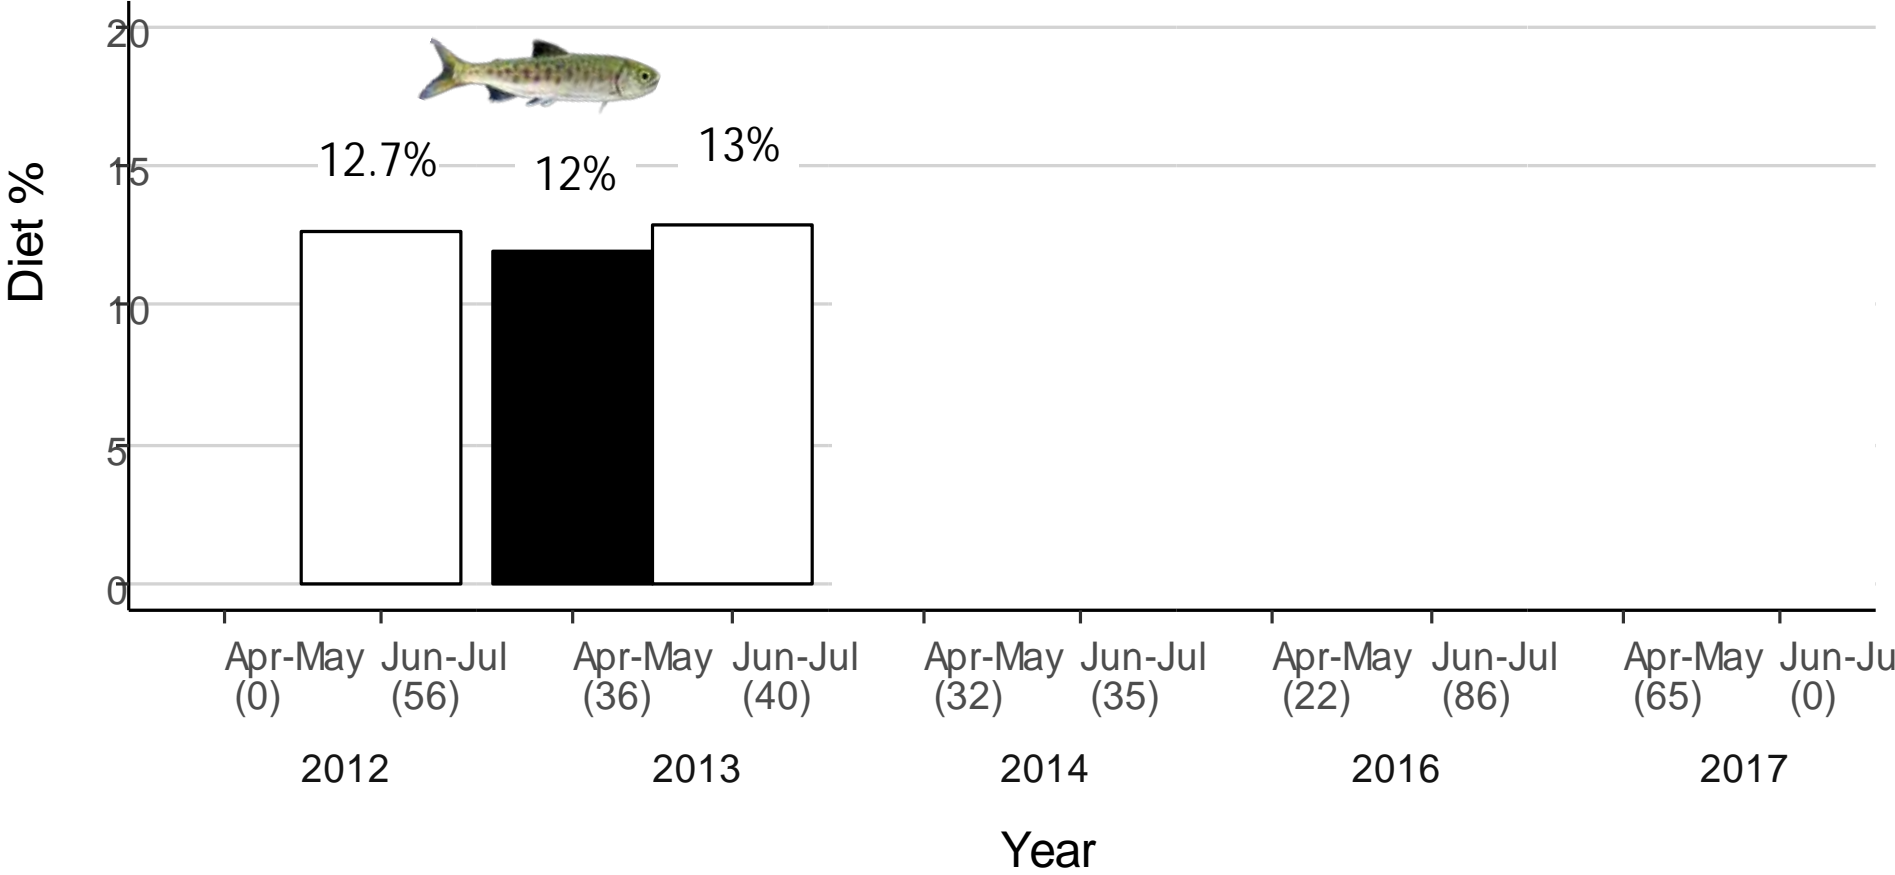 20
15
10
5
0
Diet %
12.7%
12%
13%
Apr-May Jun-Jul Apr-May Jun-Jul Apr-May Jun-Jul Apr-May Jun-Jul Apr-May Jun-Ju
(0) (56) (36) (40) (32) (35) (22) (86) (65) (0)
2012 2013 2014 2016 2017
Year